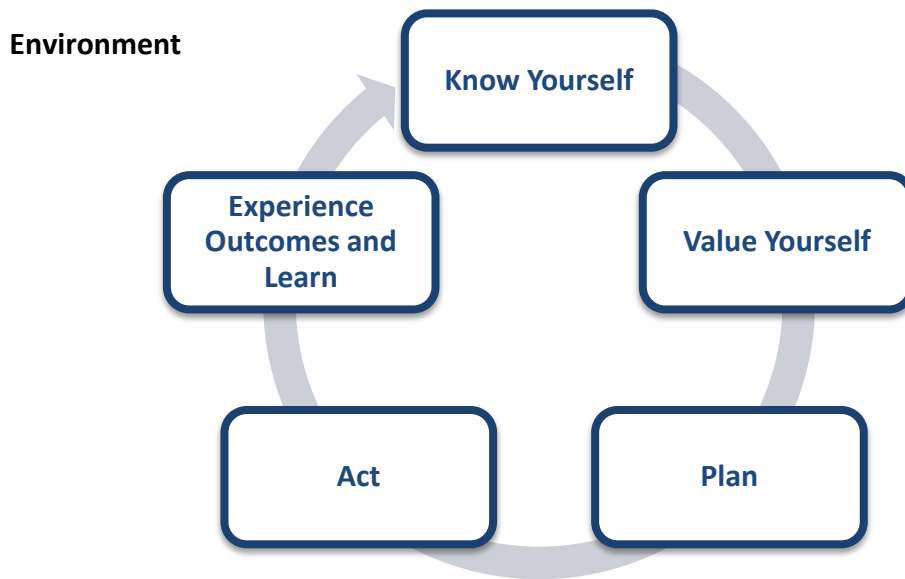 Environment
Know Yourself
Value Yourself
Plan
Act
Experience
Outcomes and
Learn